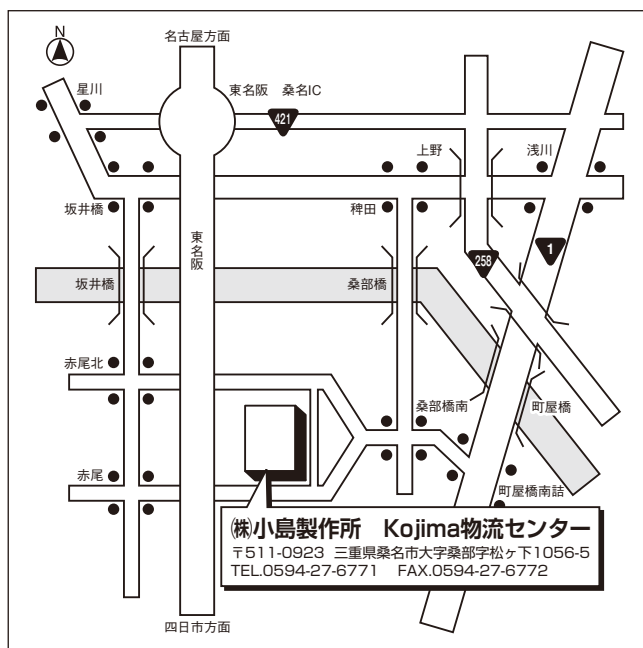 N
名古屋方面
星川
東名阪 桑名IC
421
上野
浅川
坂井橋
稗田
東名阪
258
1
坂井橋
桑部橋
赤尾北
桑部橋南
町屋橋
赤尾
町屋橋南詰
㈱小島製作所 Kojima物流センター
〒511-0923 三重県桑名市大字桑部字松ヶ下1056-5
TEL.0594-27-6771 FAX.0594-27-6772
四日市方面